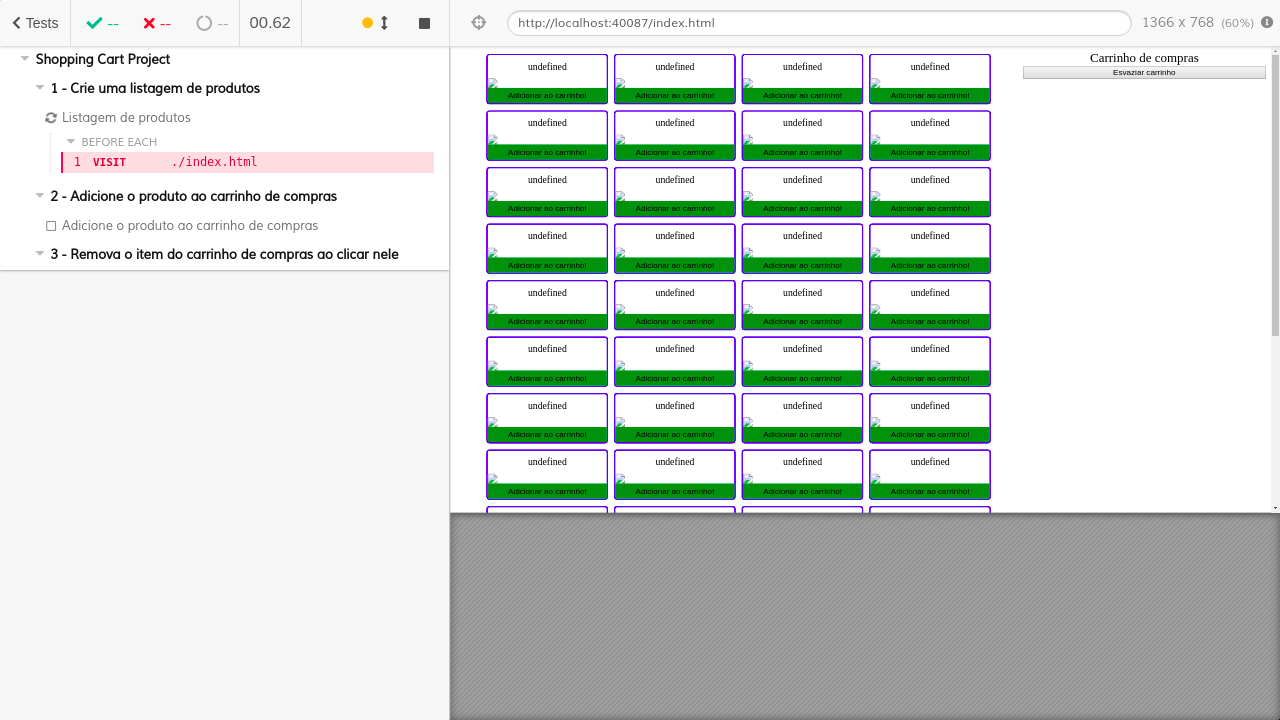 Tests
--
--
--
00.62
http://localhost:40087/index.html
1366 x 768 (60%)
Shopping Cart Project
1 - Crie uma listagem de produtos
Listagem de produtos
BEFORE EACH
1 VISIT ./index.html
2 - Adicione o produto ao carrinho de compras
Adicione o produto ao carrinho de compras
3 - Remova o item do carrinho de compras ao clicar nele
undefined undefined undefined undefined
Adicionar ao carrinho! Adicionar ao carrinho! Adicionar ao carrinho! Adicionar ao carrinho!
undefined undefined undefined undefined
Adicionar ao carrinho! Adicionar ao carrinho! Adicionar ao carrinho! Adicionar ao carrinho!
undefined undefined undefined undefined
Adicionar ao carrinho! Adicionar ao carrinho! Adicionar ao carrinho! Adicionar ao carrinho!
undefined undefined undefined undefined
Adicionar ao carrinho! Adicionar ao carrinho! Adicionar ao carrinho! Adicionar ao carrinho!
undefined undefined undefined undefined
Adicionar ao carrinho! Adicionar ao carrinho! Adicionar ao carrinho! Adicionar ao carrinho!
undefined undefined undefined undefined
Adicionar ao carrinho! Adicionar ao carrinho! Adicionar ao carrinho! Adicionar ao carrinho!
undefined undefined undefined undefined
Adicionar ao carrinho! Adicionar ao carrinho! Adicionar ao carrinho! Adicionar ao carrinho!
undefined undefined undefined undefined
Adicionar ao carrinho! Adicionar ao carrinho! Adicionar ao carrinho! Adicionar ao carrinho!
Carrinho de compras
Esvaziar carrinho